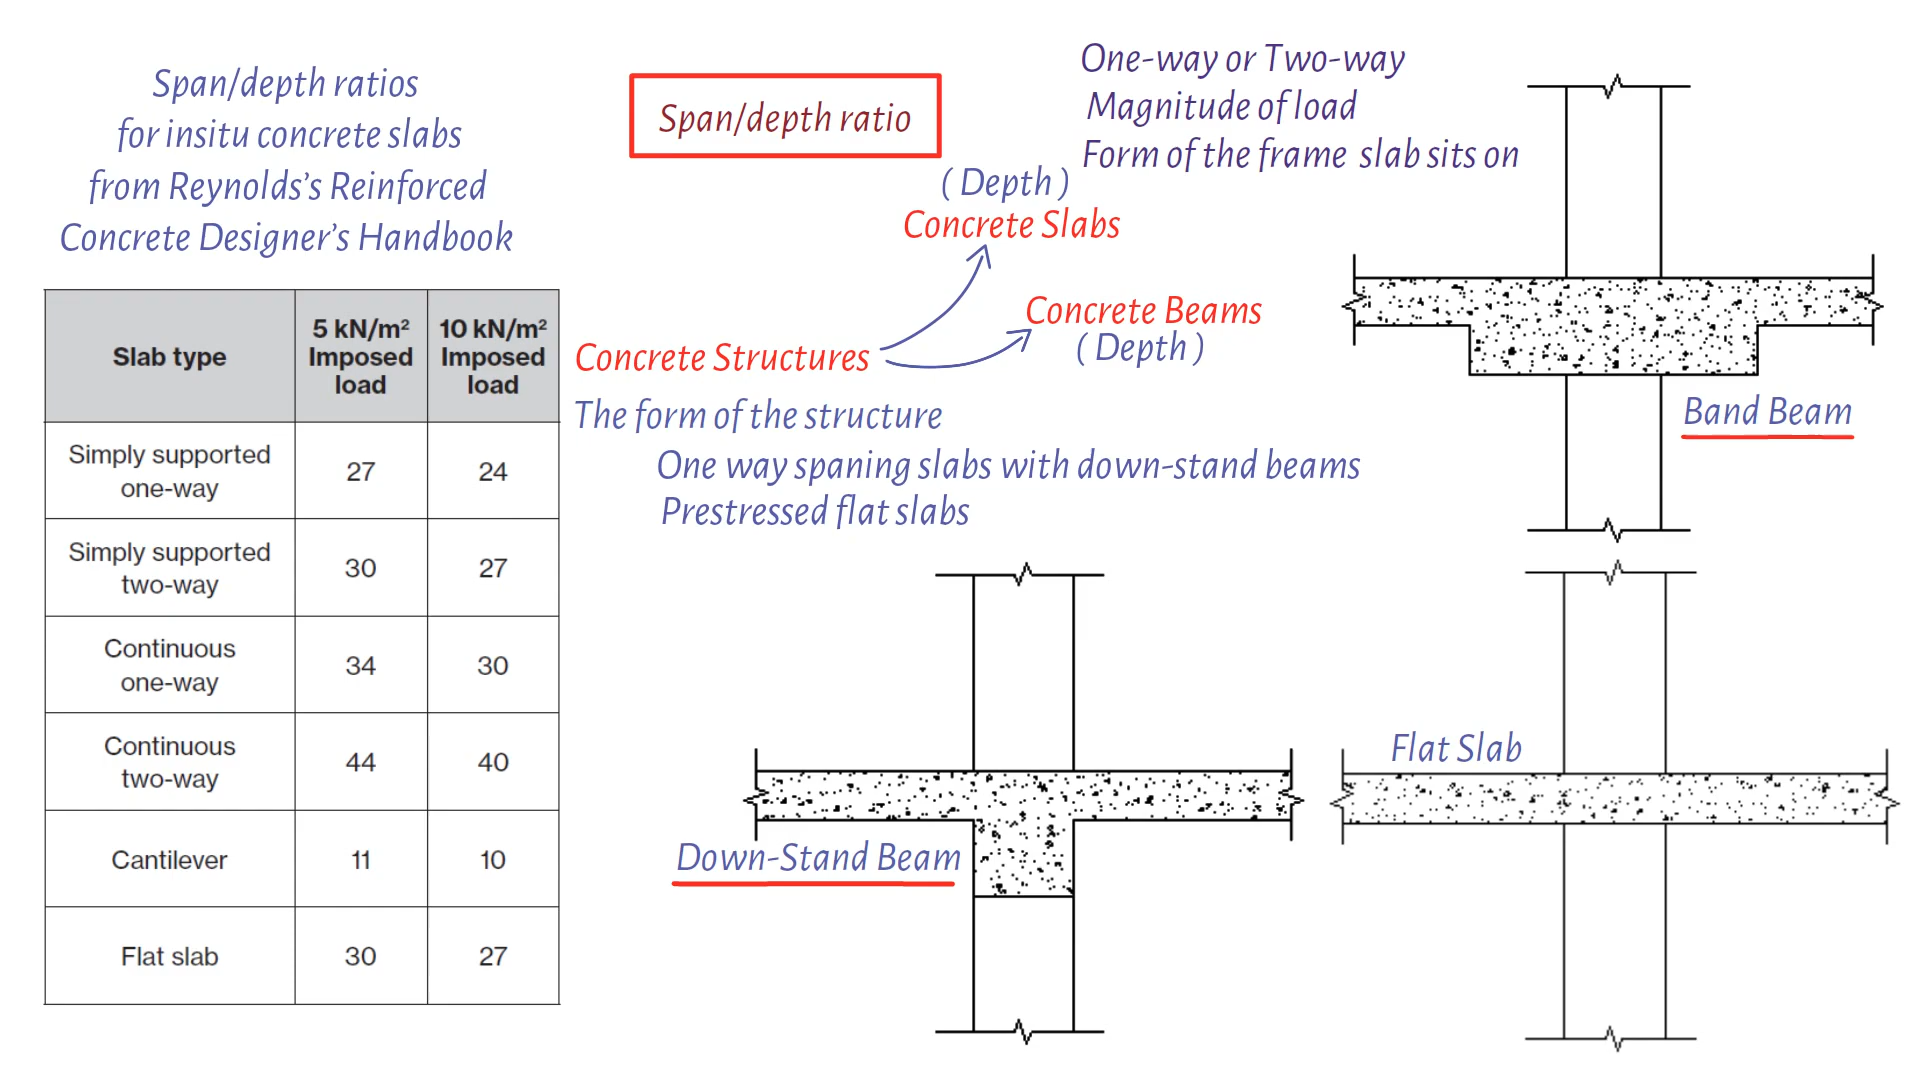 Span/depth ratios
for insitu concrete slabs
from Reynolds's Reinforced
Concrete Designer's Handbook
Slab type
5 kN/m²
Imposed
load
10 kN/m²
Imposed
load
Simply supported
one-way
27
24
Simply supported
two-way
30
27
Continuous
one-way
34
30
Continuous
two-way
44
40
Cantilever
11
10
Flat slab
30
27
Span/depth ratio
One-way or Two-way
Magnitude of load
Form of the frame slab sits on
( Depth )
Concrete Slabs
Concrete Beams
( Depth )
Concrete Structures
The form of the structure
One way spaning slabs with down-stand beams
Prestressed flat slabs
Band Beam
Down-Stand Beam
Flat Slab